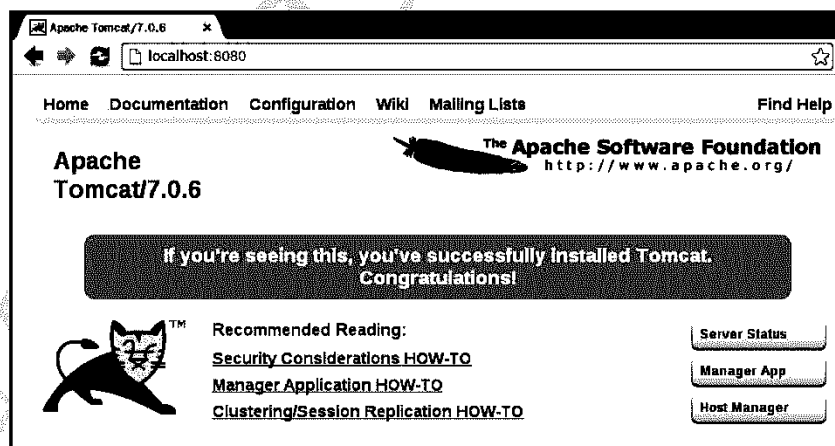 Apache Tomcat/7.0.6 ×
localhost:8080
Home Documentation Configuration Wiki Mailing Lists Find Help
Apache
Tomcat/7.0.6
The Apache Software Foundation
http://www.apache.org/
If you're seeing this, you've successfully installed Tomcat.
Congratulations!
TM
Recommended Reading:
Security Considerations HOW-TO
Manager Application HOW-TO
Clustering/Session Replication HOW-TO
Server Status
Manager App
Host Manager